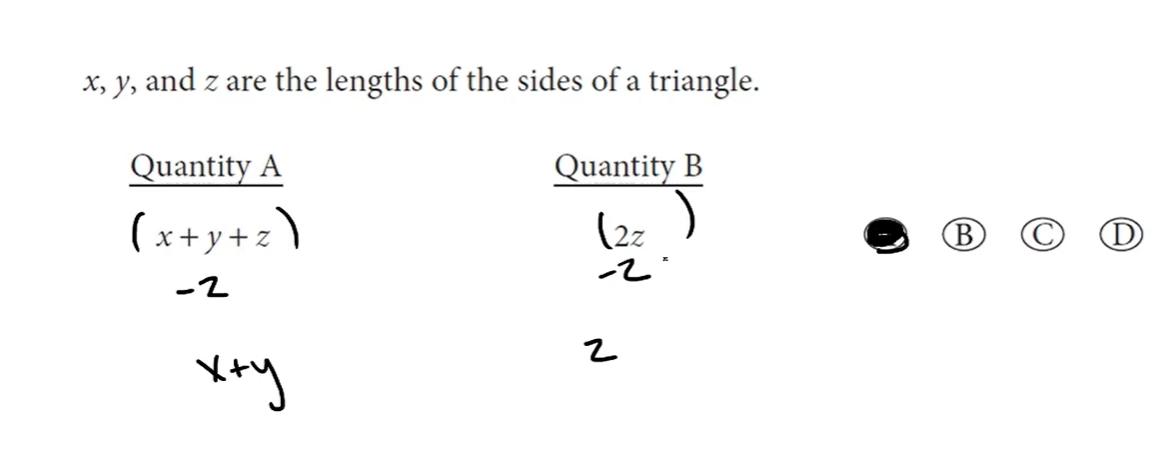 x, y, and z are the lengths of the sides of a triangle.
Quantity A Quantity B
(x + y + z) (2z) B C D
-z -z
x+y z